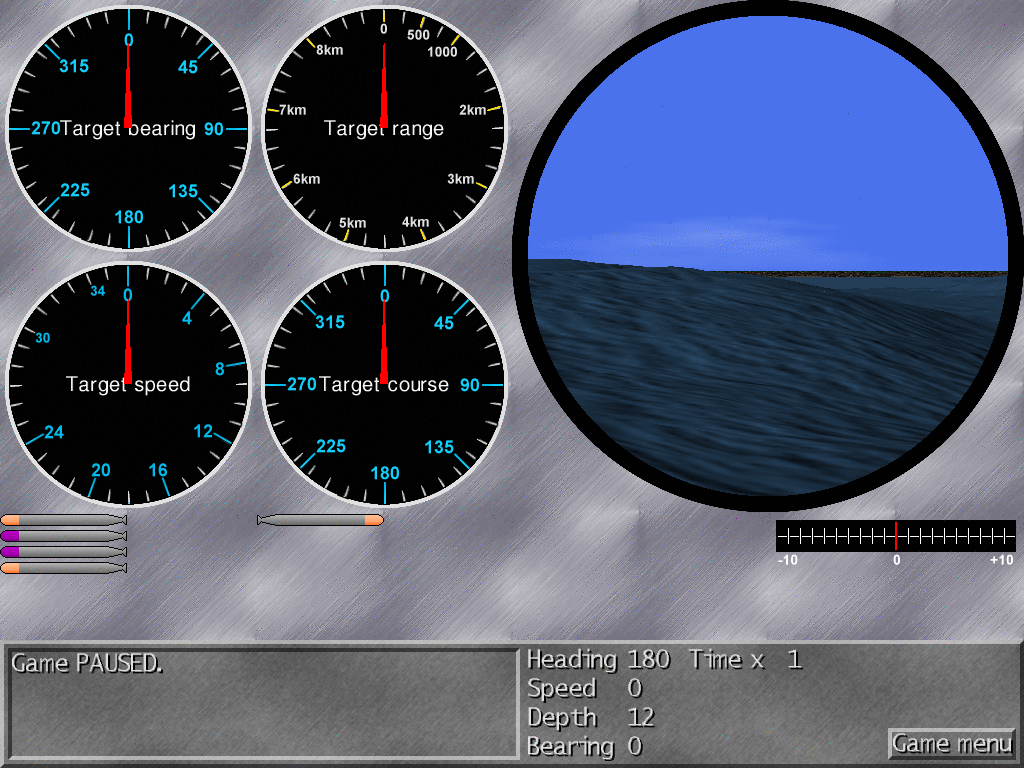 0
45
90
135
180
225
270
315
Target bearing
0
500
1000
2km
3km
4km
5km
6km
7km
8km
Target range
0
4
8
12
16
20
24
30
34
Target speed
0
45
90
135
180
225
270
315
Target course
-10 0 +10
Game PAUSED.
Heading 180 Time x 1
Speed 0
Depth 12
Bearing 0
Game menu